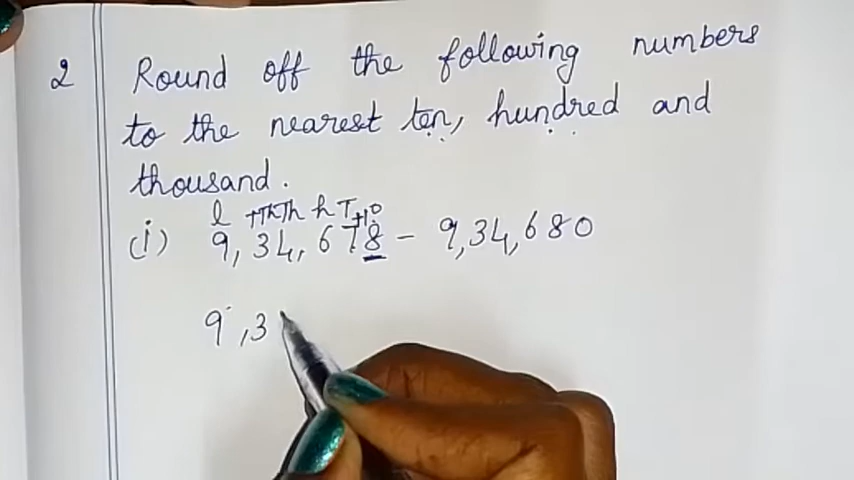 2 Round off the following numbers
to the nearest ten, hundred and
thousand.
l TTh Th h T o
(i) 9,34,678 - 9,34,680
+1
9,3